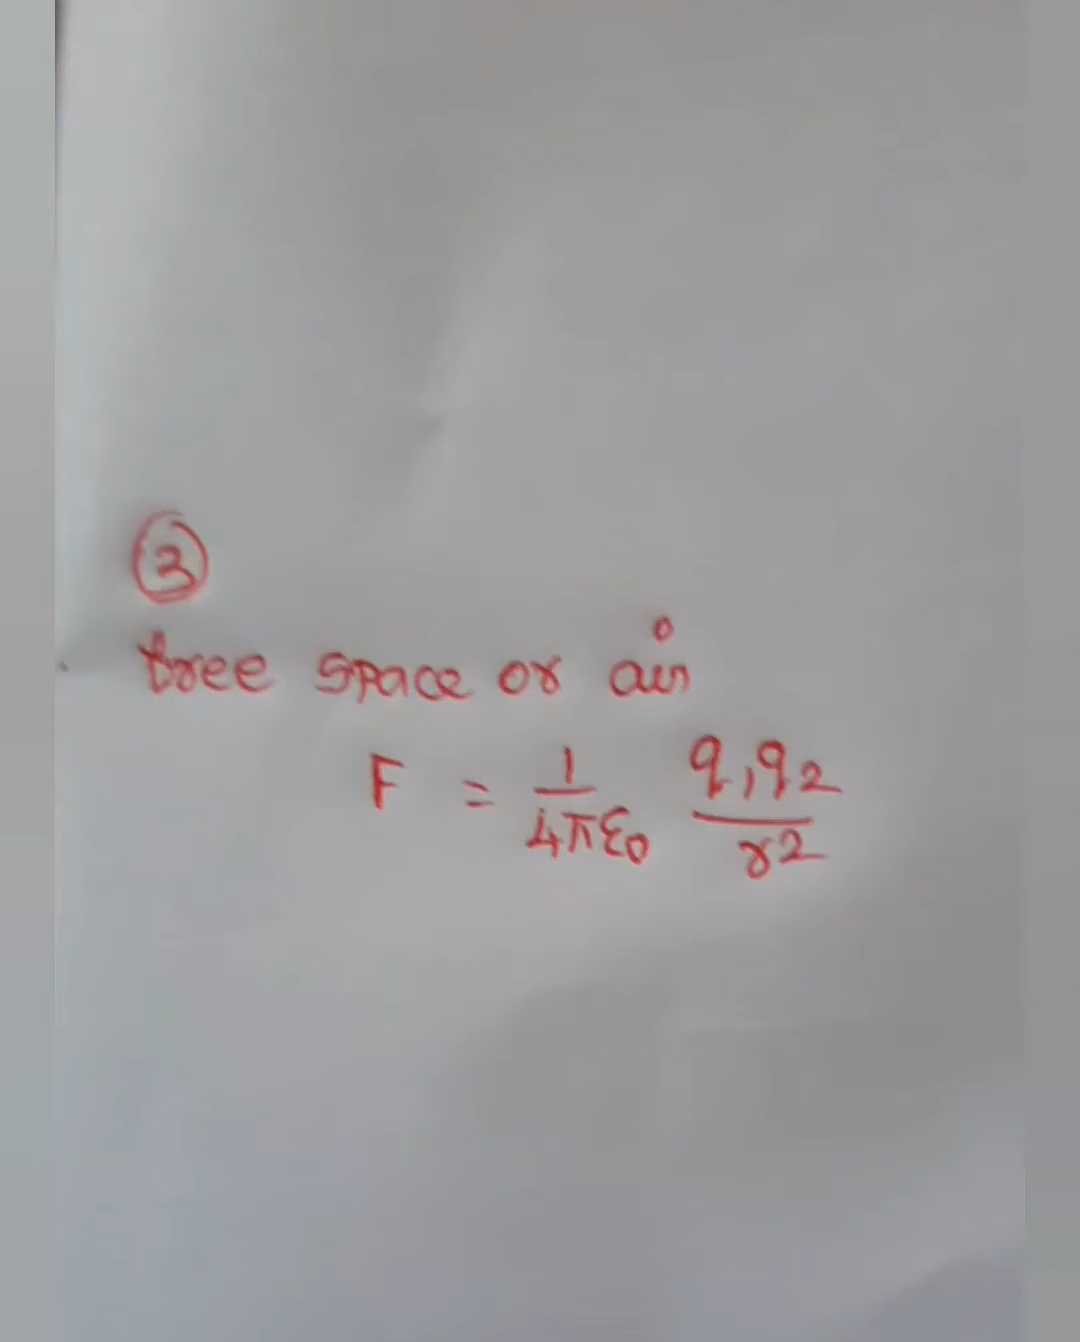 ③
free space or air
F = 1/4πε0 q1q2/r2